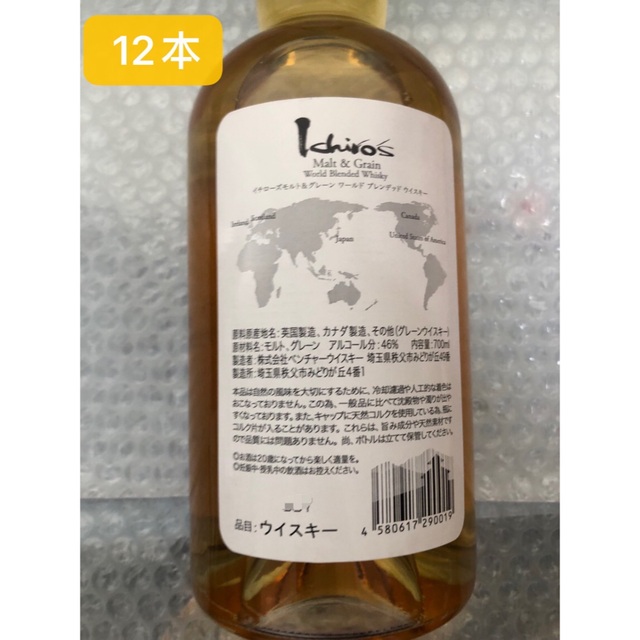 12本
Ichiro's
Malt & Grain
World Blended Whisky
イチローズモルト&グレーン ワールド ブレンデッド ウイスキー
Ireland Scotland
Canada
Japan
United States of America
原料原産地名：英国製造、カナダ製造、その他(グレーンウイスキー)
原材料名：モルト、グレーン アルコール分：46% 内容量：700ml
製造者：株式会社ベンチャーウイスキー 埼玉県秩父市みどりが丘49番
製造所：埼玉県秩父市みどりが丘4番1
本品は自然の風味を大切にするために、冷却濾過や人工的な着色は
おこなっておりません。この為、一般品に比べて沈殿物や濁りが出や
すくなっております。また、キャップに天然コルクを使用している為、瓶に
コルク片が入ることがあります。これらは、旨み成分や天然素材です
ので品質には問題ありません。尚、ボトルは立てて保管してください。
◎お酒は20歳になってから楽しく適量を。
◎妊娠中・授乳中の飲酒はお控えください。
品目：ウイスキー
4 580617 290019